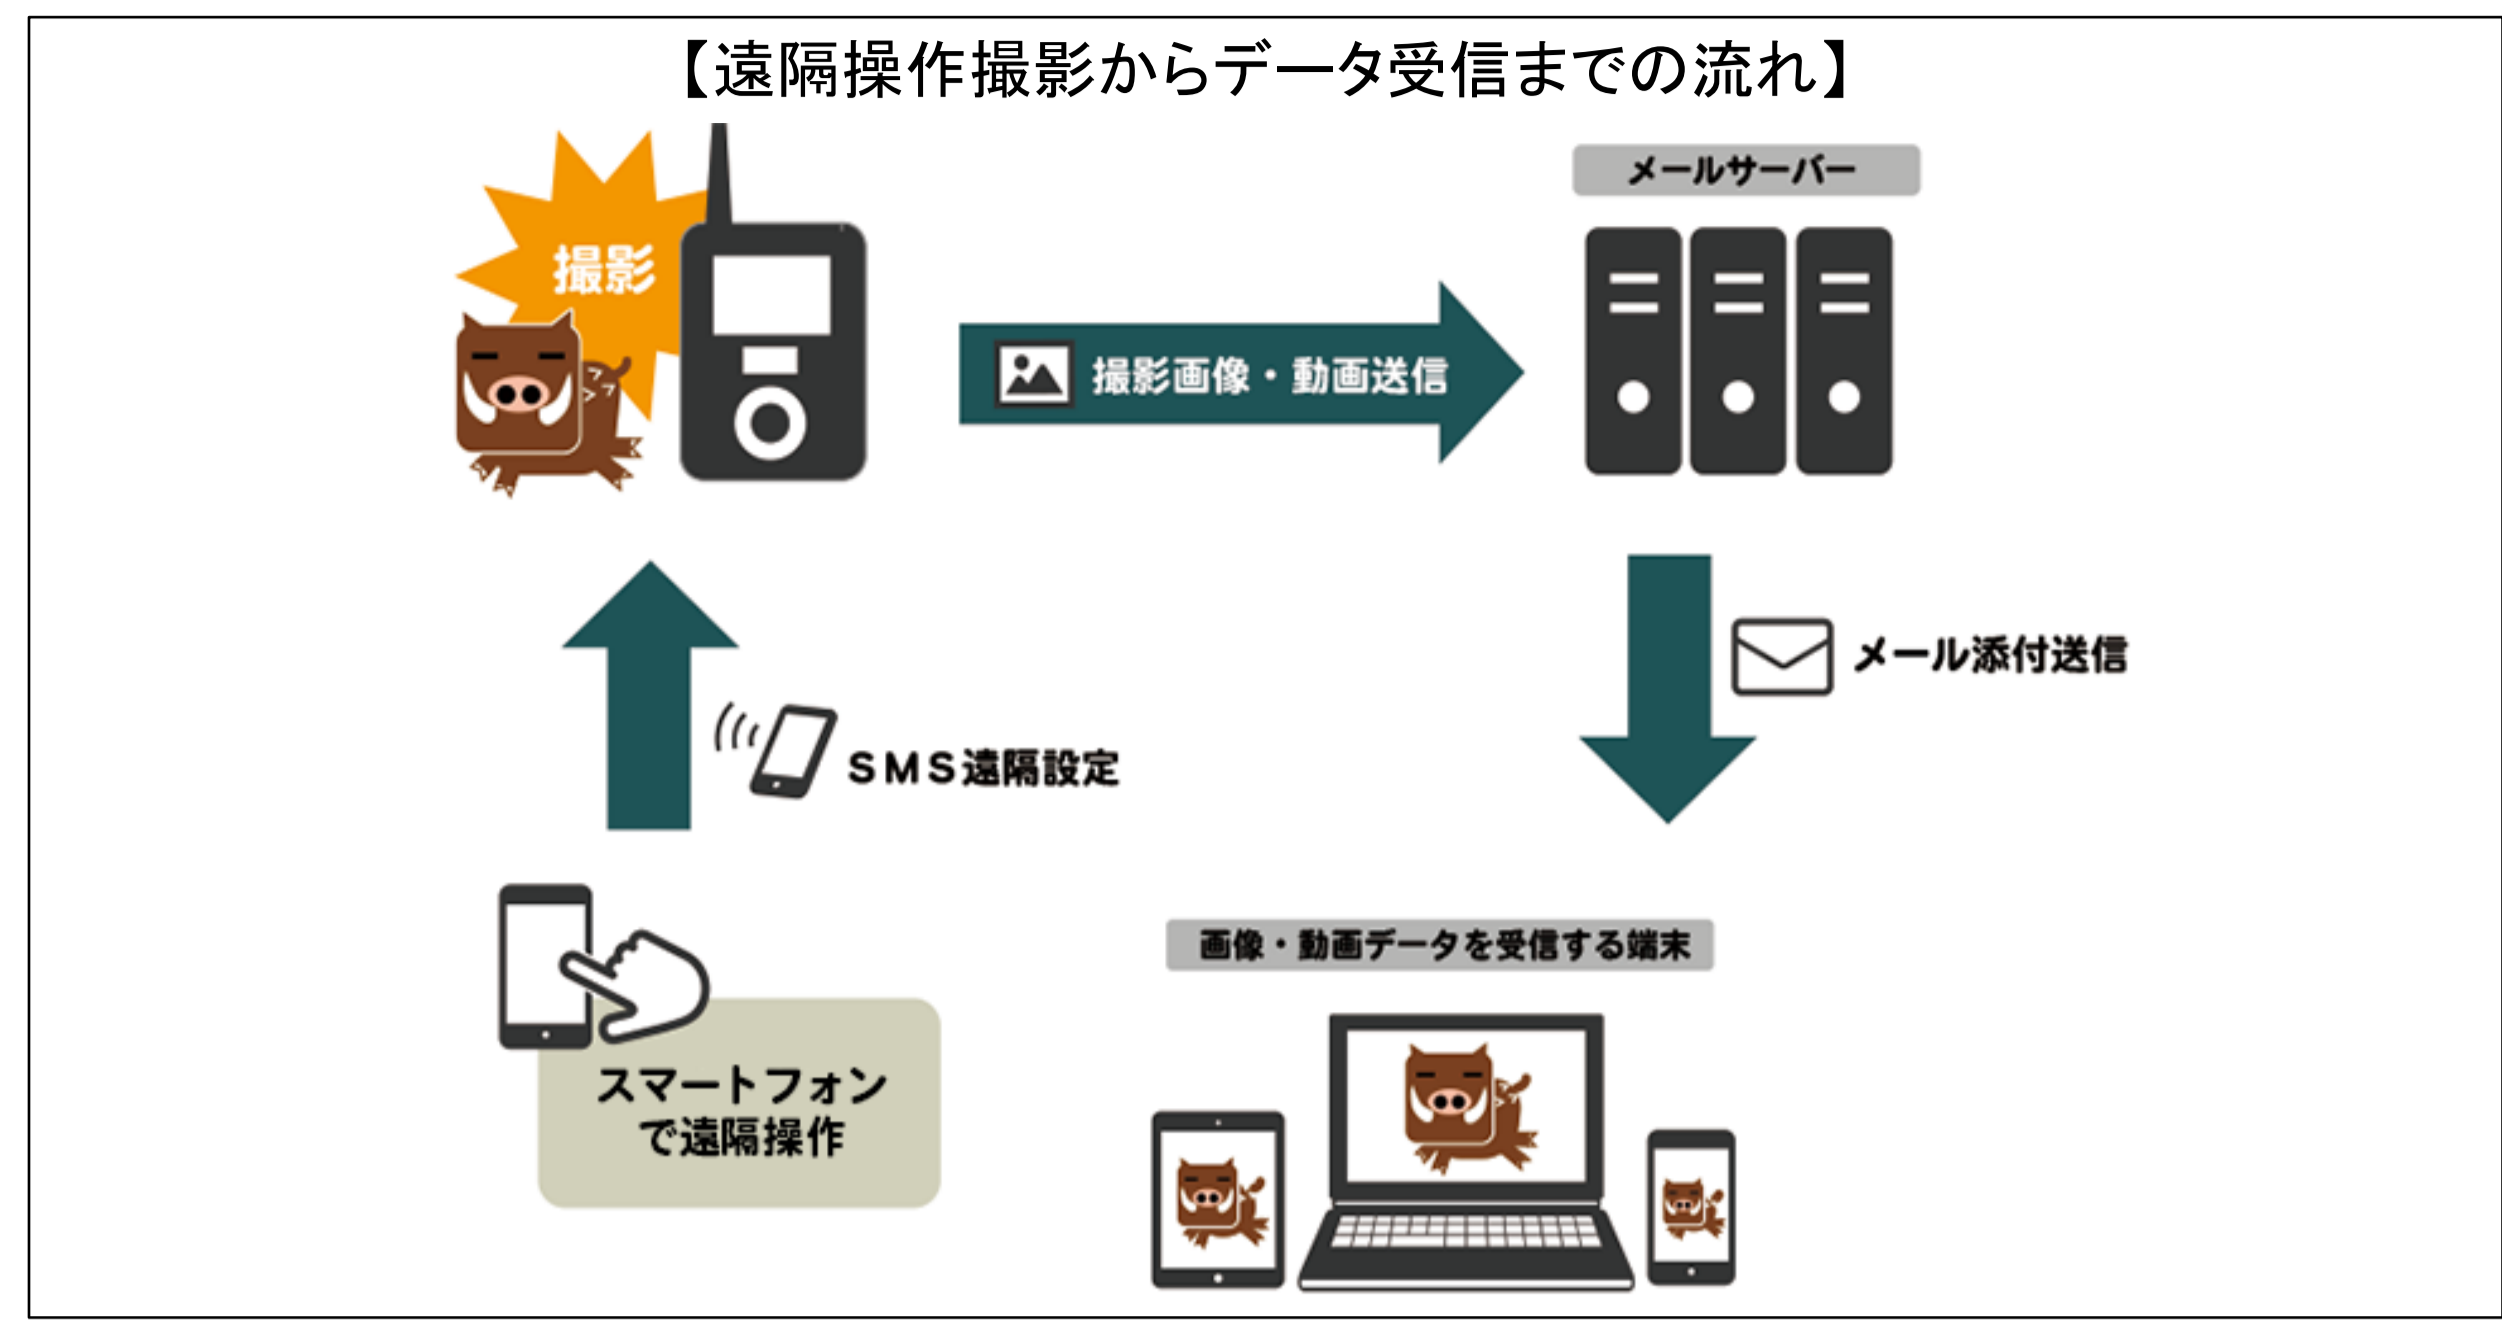 【遠隔操作撮影からデータ受信までの流れ】
撮影
撮影画像・動画送信
メールサーバー
メール添付送信
SMS遠隔設定
スマートフォン
で遠隔操作
画像・動画データを受信する端末